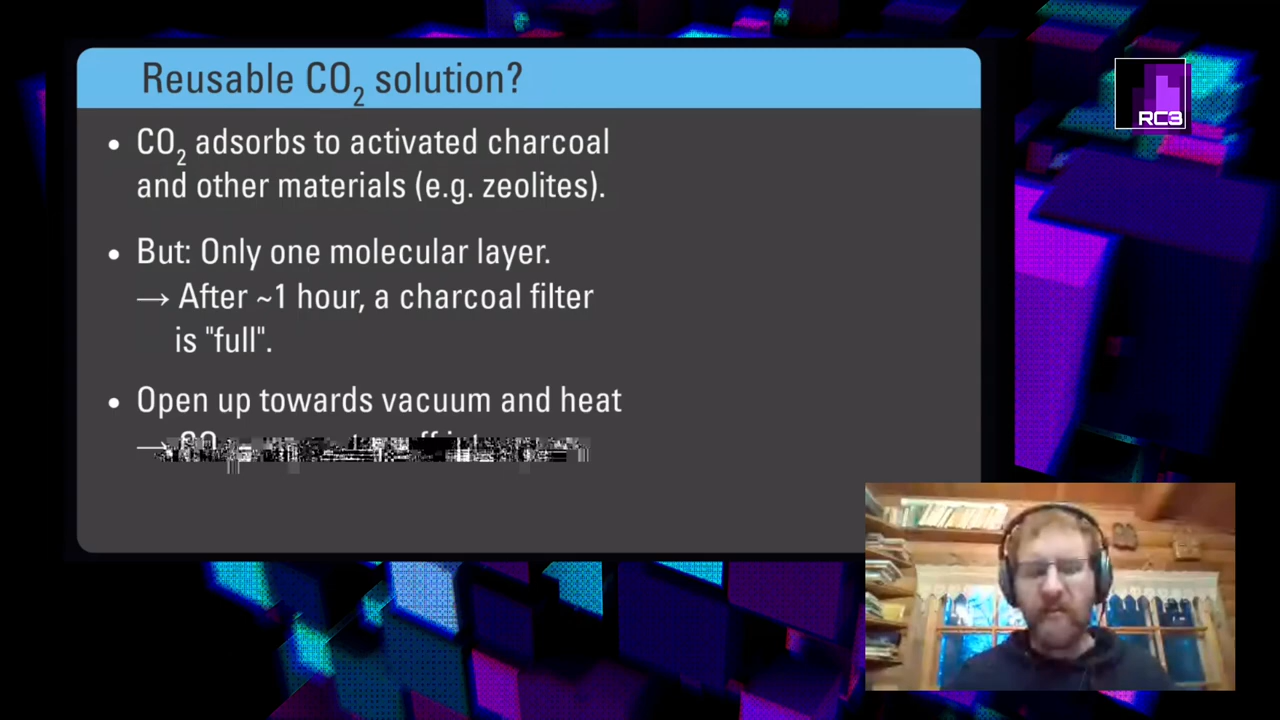 Reusable CO₂ solution?
• CO₂ adsorbs to activated charcoal
and other materials (e.g. zeolites).
• But: Only one molecular layer.
→ After ~1 hour, a charcoal filter
is "full".
• Open up towards vacuum and heat
→
RC3